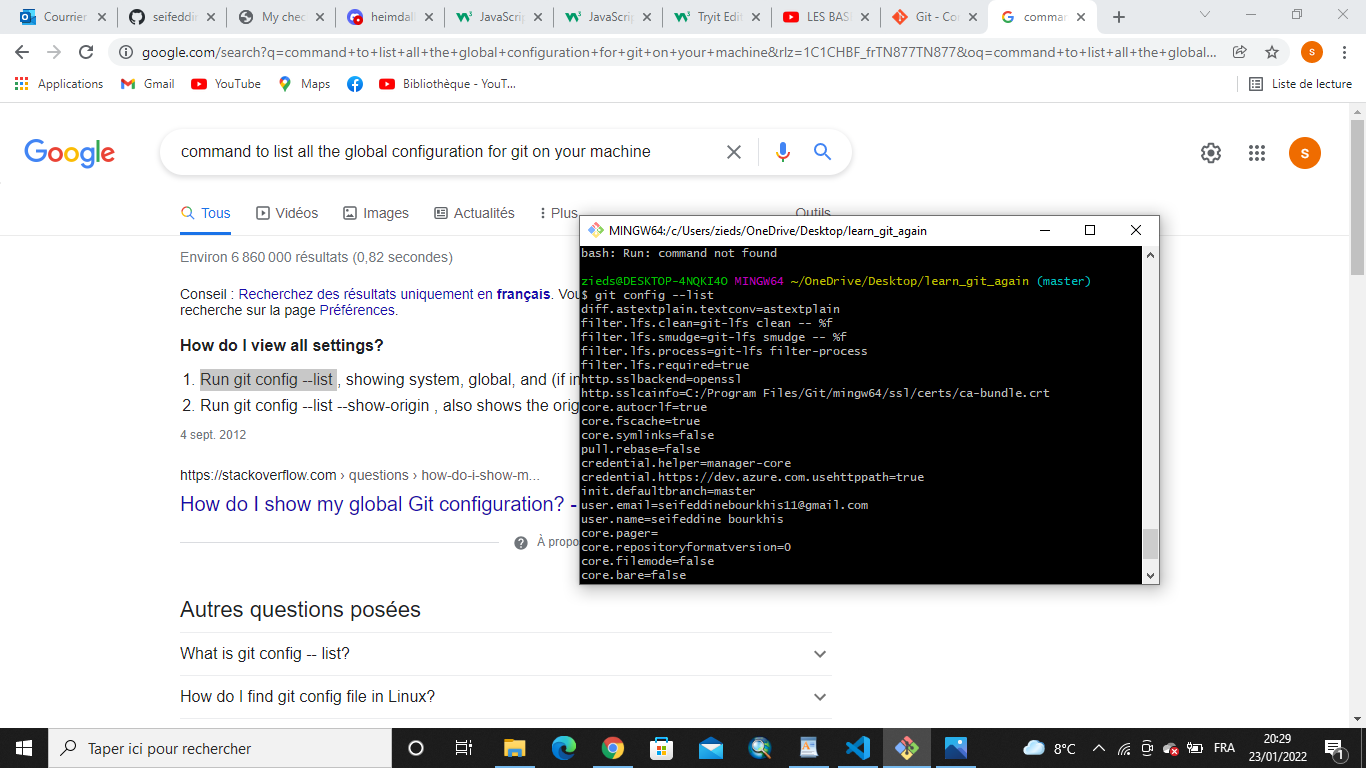 Courrier
seifeddin
My chec
heimdall
JavaScrip
JavaScrip
Tryit Edit
LES BAS
Git - Co
comman
google.com/search?q=command+to+list+all+the+global+configuration+for+git+on+your+machine&rlz=1C1CHBF_frTN877TN877&oq=command+to+list+all+the+global...
S
Applications
Gmail
YouTube
Maps
Bibliothèque - YouT...
Liste de lecture
Google
command to list all the global configuration for git on your machine
S
Tous
Vidéos
Images
Actualités
Plus
Outils
Environ 6 860 000 résultats (0,82 secondes)
Conseil : Recherchez des résultats uniquement en français. Vou
recherche sur la page Préférences.
How do I view all settings?
1. Run git config --list , showing system, global, and (if in
2. Run git config --list --show-origin , also shows the orig
4 sept. 2012
https://stackoverflow.com › questions › how-do-i-show-m...
How do I show my global Git configuration? -
À propo
Autres questions posées
What is git config -- list?
How do I find git config file in Linux?
MINGW64:/c/Users/zieds/OneDrive/Desktop/learn_git_again
bash: Run: command not found
zieds@DESKTOP-4NQKI4O MINGW64 ~/OneDrive/Desktop/learn_git_again (master)
$ git config --list
diff.astextplain.textconv=astextplain
filter.lfs.clean=git-lfs clean -- %f
filter.lfs.smudge=git-lfs smudge -- %f
filter.lfs.process=git-lfs filter-process
filter.lfs.required=true
http.sslbackend=openssl
http.sslcainfo=C:/Program Files/Git/mingw64/ssl/certs/ca-bundle.crt
core.autocrlf=true
core.fscache=true
core.symlinks=false
pull.rebase=false
credential.helper=manager-core
credential.https://dev.azure.com.usehttppath=true
init.defaultbranch=master
user.email=seifeddinebourkhis11@gmail.com
user.name=seifeddine bourkhis
core.pager=
core.repositoryformatversion=0
core.filemode=false
core.bare=false
Taper ici pour rechercher
8°C
FRA
20:29
23/01/2022
1